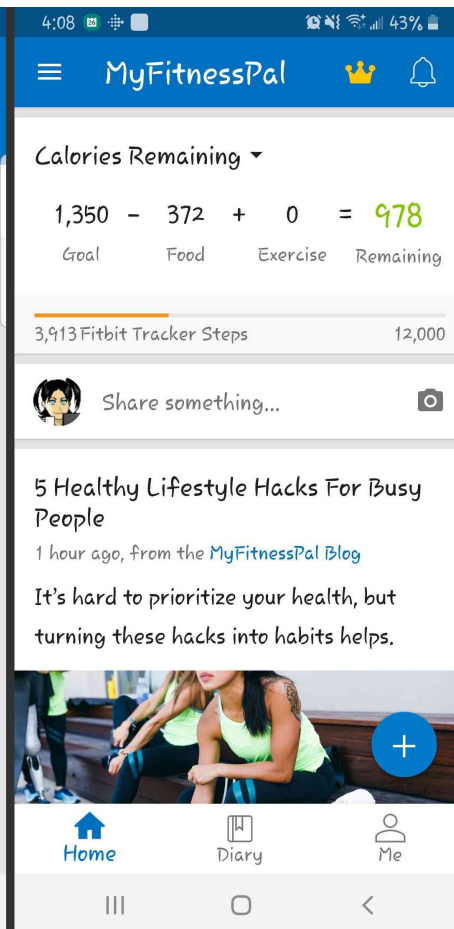 4:08 43%
MyFitnessPal
Calories Remaining
1,350 - 372 + 0 = 978
Goal Food Exercise Remaining
3,913 Fitbit Tracker Steps 12,000
Share something...
5 Healthy Lifestyle Hacks For Busy
People
1 hour ago, from the MyFitnessPal Blog
It's hard to prioritize your health, but
turning these hacks into habits helps.
Home Diary Me